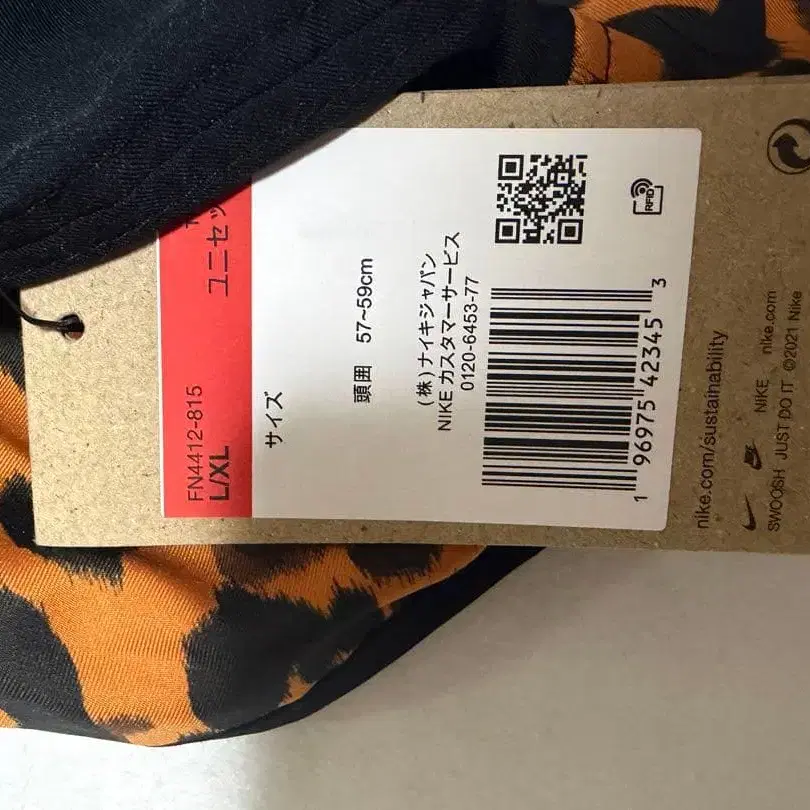 FN4412-815
L/XL
ユニセッ
サイズ
頭囲 57~59cm
(株)ナイキジャパン
NIKE カスタマーサービス
0120-6453-77
RFID
1 96975 42345 3
nike.com/sustainability
NIKE nike.com
SWOOSH JUST DO IT ©2021 Nike